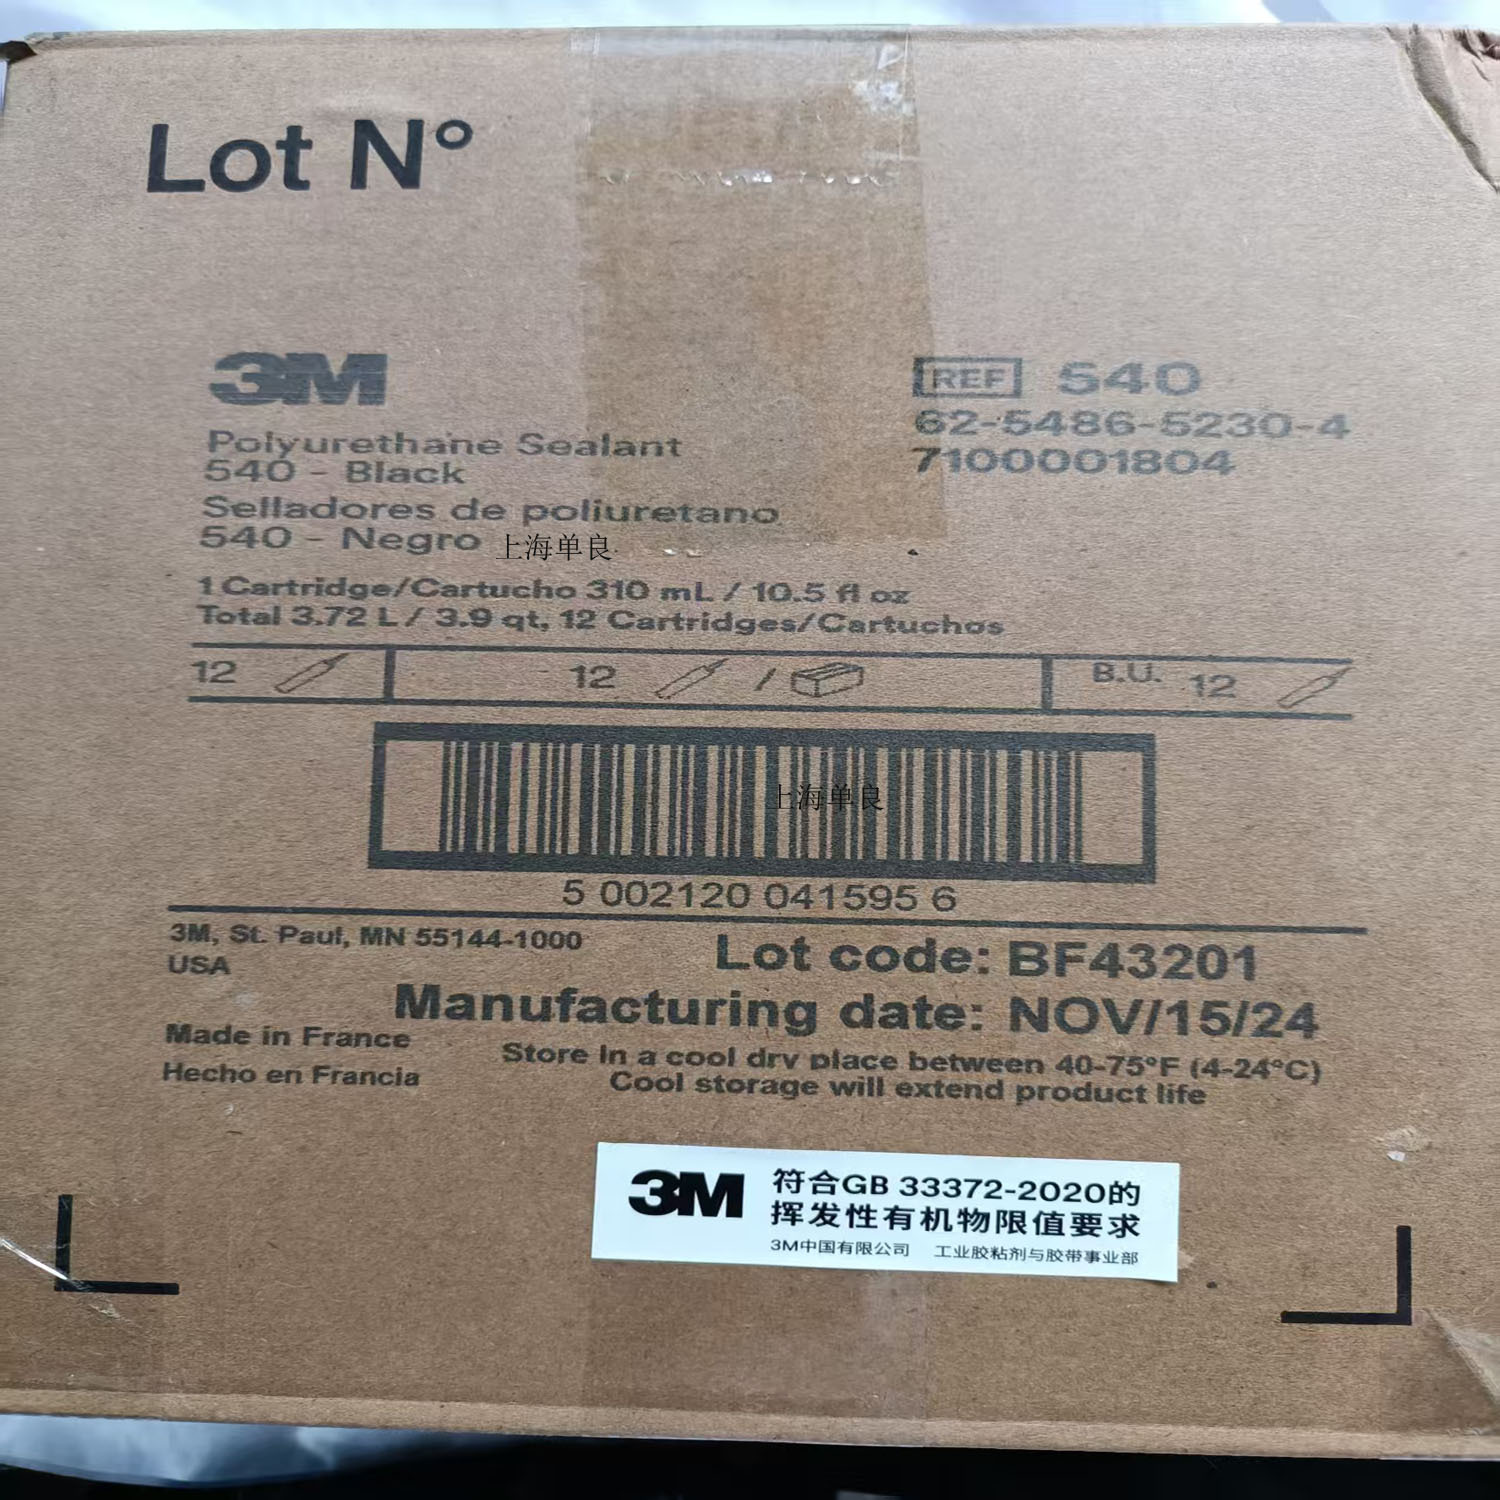 Lot N°
3M
REF 540
62-5486-5230-4
7100001804
Polyurethane Sealant
540 - Black
Selladores de poliuretano
540 - Negro
上海单良
1 Cartridge/Cartucho 310 mL / 10.5 fl oz
Total 3.72 L / 3.9 qt, 12 Cartridges/Cartuchos
12 12 / B.U. 12
上海单良
5 002120 041595 6
3M, St. Paul, MN 55144-1000
USA
Lot code: BF43201
Manufacturing date: NOV/15/24
Made in France
Hecho en Francia
Store in a cool dry place between 40-75°F (4-24°C)
Cool storage will extend product life
3M 符合GB 33372-2020的
挥发性有机物限值要求
3M中国有限公司 工业胶粘剂与胶带事业部